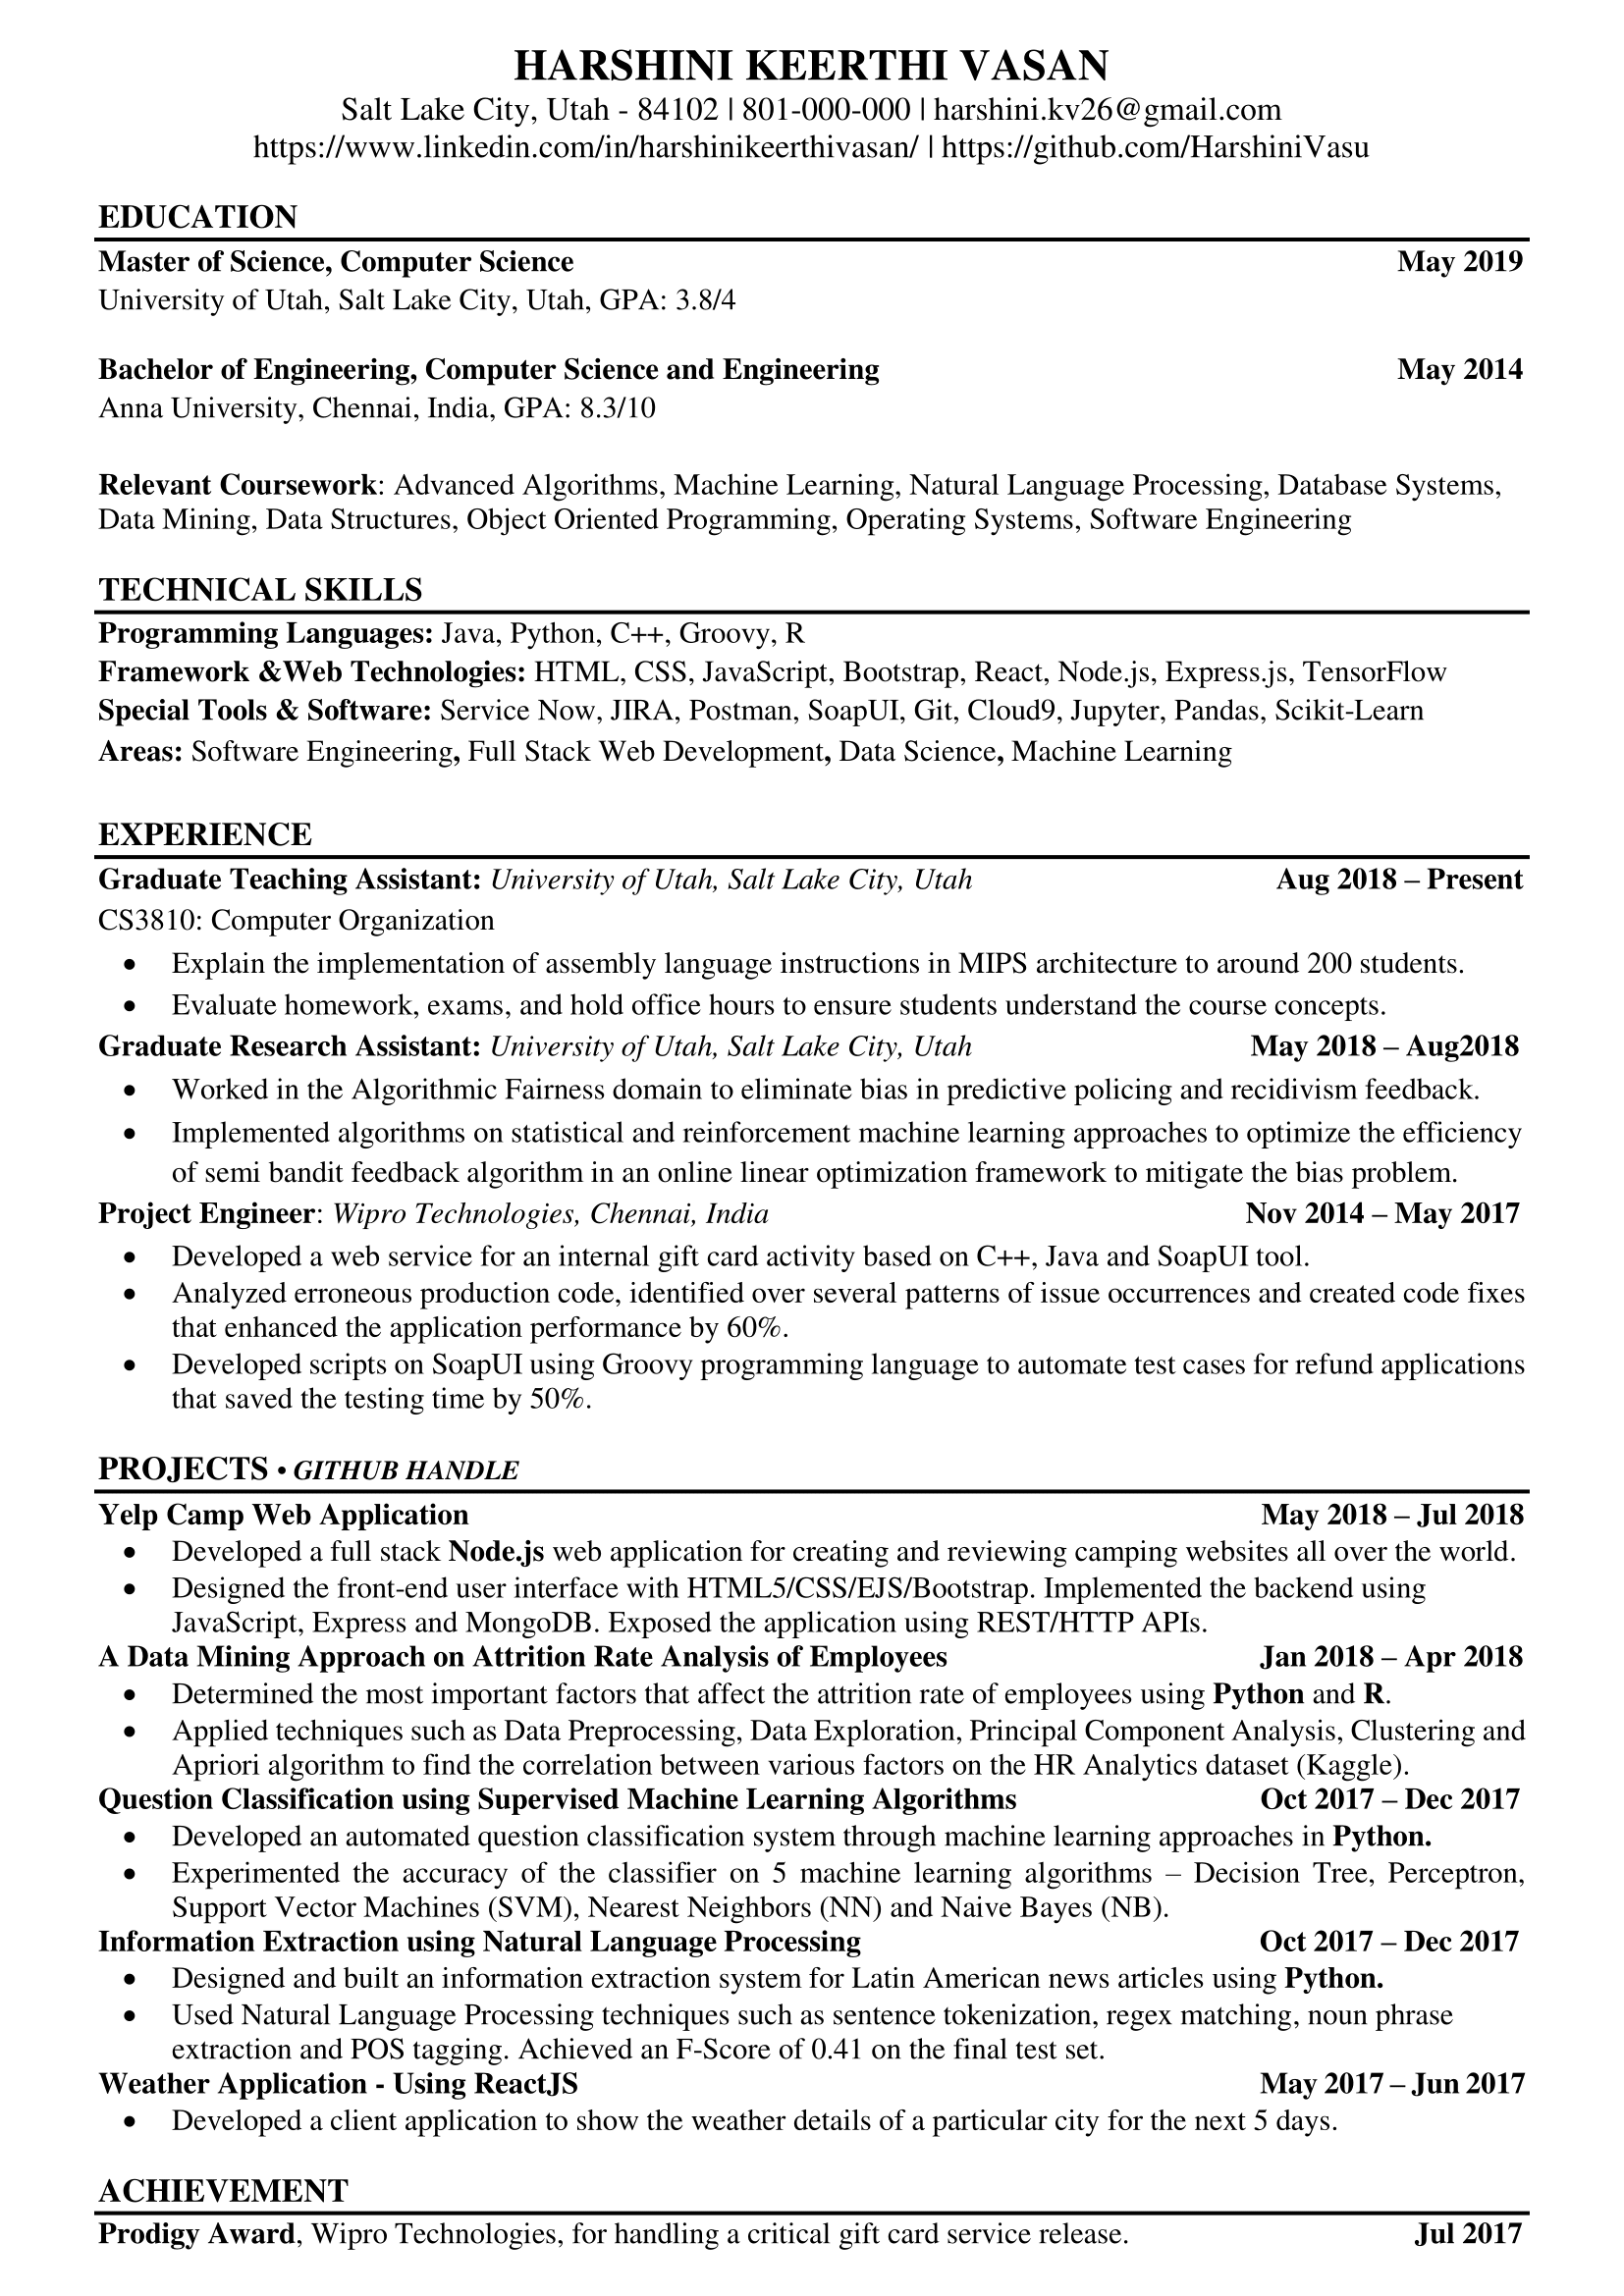 HARSHINI KEERTHI VASAN
Salt Lake City, Utah - 84102 | 801-000-000 | harshini.kv26@gmail.com
https://www.linkedin.com/in/harshinikeerthivasan/ | https://github.com/HarshiniVasu
EDUCATION
Master of Science, Computer Science May 2019
University of Utah, Salt Lake City, Utah, GPA: 3.8/4
Bachelor of Engineering, Computer Science and Engineering May 2014
Anna University, Chennai, India, GPA: 8.3/10
Relevant Coursework: Advanced Algorithms, Machine Learning, Natural Language Processing, Database Systems,
Data Mining, Data Structures, Object Oriented Programming, Operating Systems, Software Engineering
TECHNICAL SKILLS
Programming Languages: Java, Python, C++, Groovy, R
Framework &Web Technologies: HTML, CSS, JavaScript, Bootstrap, React, Node.js, Express.js, TensorFlow
Special Tools & Software: Service Now, JIRA, Postman, SoapUI, Git, Cloud9, Jupyter, Pandas, Scikit-Learn
Areas: Software Engineering, Full Stack Web Development, Data Science, Machine Learning
EXPERIENCE
Graduate Teaching Assistant: University of Utah, Salt Lake City, Utah Aug 2018 – Present
CS3810: Computer Organization
• Explain the implementation of assembly language instructions in MIPS architecture to around 200 students.
• Evaluate homework, exams, and hold office hours to ensure students understand the course concepts.
Graduate Research Assistant: University of Utah, Salt Lake City, Utah May 2018 – Aug2018
• Worked in the Algorithmic Fairness domain to eliminate bias in predictive policing and recidivism feedback.
• Implemented algorithms on statistical and reinforcement machine learning approaches to optimize the efficiency
of semi bandit feedback algorithm in an online linear optimization framework to mitigate the bias problem.
Project Engineer: Wipro Technologies, Chennai, India Nov 2014 – May 2017
• Developed a web service for an internal gift card activity based on C++, Java and SoapUI tool.
• Analyzed erroneous production code, identified over several patterns of issue occurrences and created code fixes
that enhanced the application performance by 60%.
• Developed scripts on SoapUI using Groovy programming language to automate test cases for refund applications
that saved the testing time by 50%.
PROJECTS • GITHUB HANDLE
Yelp Camp Web Application May 2018 – Jul 2018
• Developed a full stack Node.js web application for creating and reviewing camping websites all over the world.
• Designed the front-end user interface with HTML5/CSS/EJS/Bootstrap. Implemented the backend using
JavaScript, Express and MongoDB. Exposed the application using REST/HTTP APIs.
A Data Mining Approach on Attrition Rate Analysis of Employees Jan 2018 – Apr 2018
• Determined the most important factors that affect the attrition rate of employees using Python and R.
• Applied techniques such as Data Preprocessing, Data Exploration, Principal Component Analysis, Clustering and
Apriori algorithm to find the correlation between various factors on the HR Analytics dataset (Kaggle).
Question Classification using Supervised Machine Learning Algorithms Oct 2017 – Dec 2017
• Developed an automated question classification system through machine learning approaches in Python.
• Experimented the accuracy of the classifier on 5 machine learning algorithms – Decision Tree, Perceptron,
Support Vector Machines (SVM), Nearest Neighbors (NN) and Naive Bayes (NB).
Information Extraction using Natural Language Processing Oct 2017 – Dec 2017
• Designed and built an information extraction system for Latin American news articles using Python.
• Used Natural Language Processing techniques such as sentence tokenization, regex matching, noun phrase
extraction and POS tagging. Achieved an F-Score of 0.41 on the final test set.
Weather Application - Using ReactJS May 2017 – Jun 2017
• Developed a client application to show the weather details of a particular city for the next 5 days.
ACHIEVEMENT
Prodigy Award, Wipro Technologies, for handling a critical gift card service release. Jul 2017